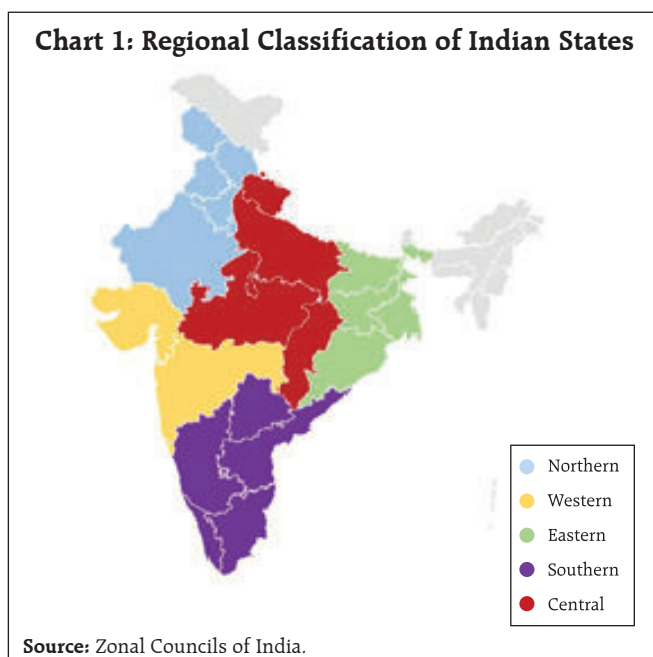 Chart 1: Regional Classification of Indian States
Northern
Western
Eastern
Southern
Central
Source: Zonal Councils of India.